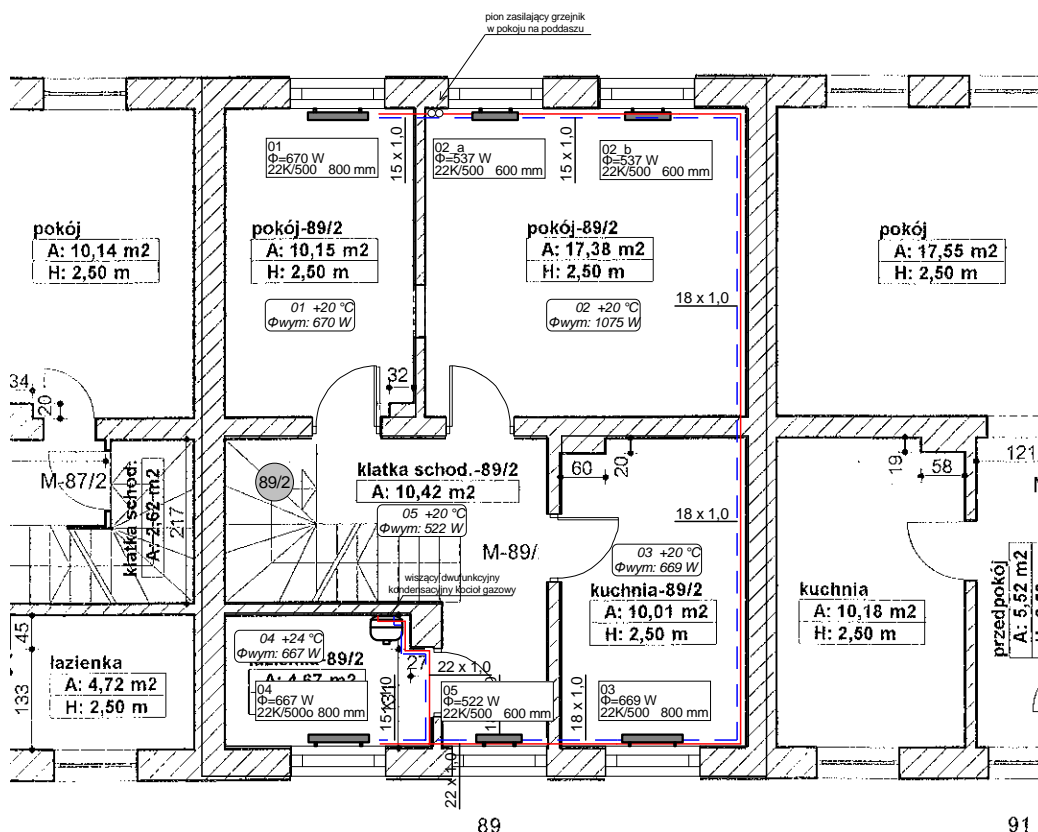 pion zasilający grzejnik
w pokoju na poddaszu
01
Φ=670 W
22K/500 800 mm
15 x 1,0
02_a
Φ=537 W
22K/500 600 mm
15 x 1,0
02_b
Φ=537 W
22K/500 600 mm
pokój
A: 10,14 m2
H: 2,50 m
pokój-89/2
A: 10,15 m2
H: 2,50 m
pokój-89/2
A: 17,38 m2
H: 2,50 m
pokój
A: 17,55 m2
H: 2,50 m
01 +20 °C
Φwym: 670 W
02 +20 °C
Φwym: 1075 W
18 x 1,0
34
20
32
M-87/2
klatka schod.
A: 2,62 m2
217
89/2
klatka schod.-89/2
A: 10,42 m2
05 +20 °C
Φwym: 522 W
60
20
19
58
121
18 x 1,0
M-89/
03 +20 °C
Φwym: 669 W
wiszący dwufunkcyjny
kondensacyjny kocioł gazowy
kuchnia-89/2
A: 10,01 m2
H: 2,50 m
kuchnia
A: 10,18 m2
H: 2,50 m
przedpokój
A: 5,52 m2
45
133
łazienka
A: 4,72 m2
H: 2,50 m
04 +24 °C
Φwym: 667 W
-89/2
A: 4,67 m2
27
22 x 1,0
04
Φ=667 W
22K/500o 800 mm
05
Φ=522 W
22K/500 600 mm
18 x 1,0
03
Φ=669 W
22K/500 800 mm
22 x 1,0
89
91